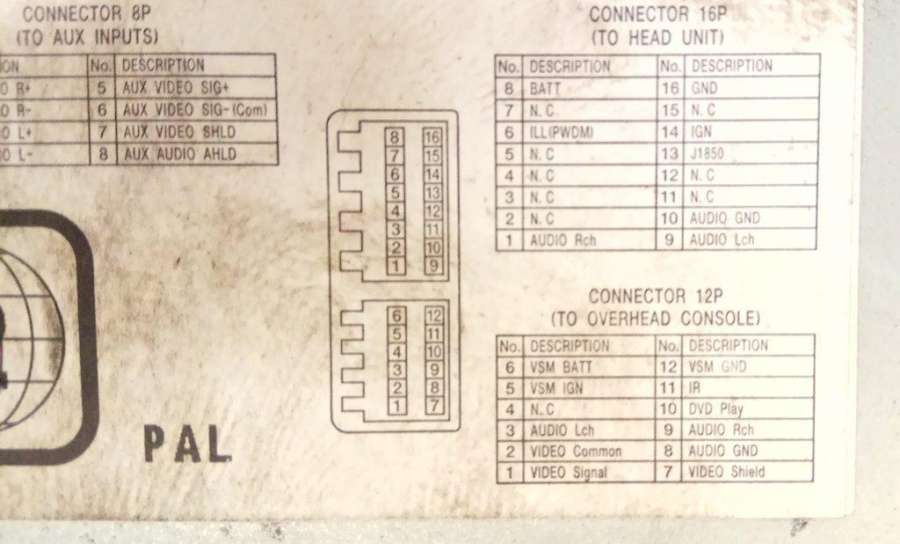 CONNECTOR 8P
(TO AUX INPUTS)
ON No. DESCRIPTION
O R+ 5 AUX VIDEO SIG+
O R- 6 AUX VIDEO SIG-(Com)
O L+ 7 AUX VIDEO SHLD
O L- 8 AUX AUDIO AHLD
8 16
7 15
6 14
5 13
4 12
3 11
2 10
1 9
6 12
5 11
4 10
3 9
2 8
1 7
PAL
CONNECTOR 16P
(TO HEAD UNIT)
No. DESCRIPTION No. DESCRIPTION
8 BATT 16 GND
7 N.C 15 N.C
6 ILL(PWDM) 14 IGN
5 N.C 13 J1850
4 N.C 12 N.C
3 N.C 11 N.C
2 N.C 10 AUDIO GND
1 AUDIO Rch 9 AUDIO Lch
CONNECTOR 12P
(TO OVERHEAD CONSOLE)
No. DESCRIPTION No. DESCRIPTION
6 VSM BATT 12 VSM GND
5 VSM IGN 11 IR
4 N.C 10 DVD Play
3 AUDIO Lch 9 AUDIO Rch
2 VIDEO Common 8 AUDIO GND
1 VIDEO Signal 7 VIDEO Shield